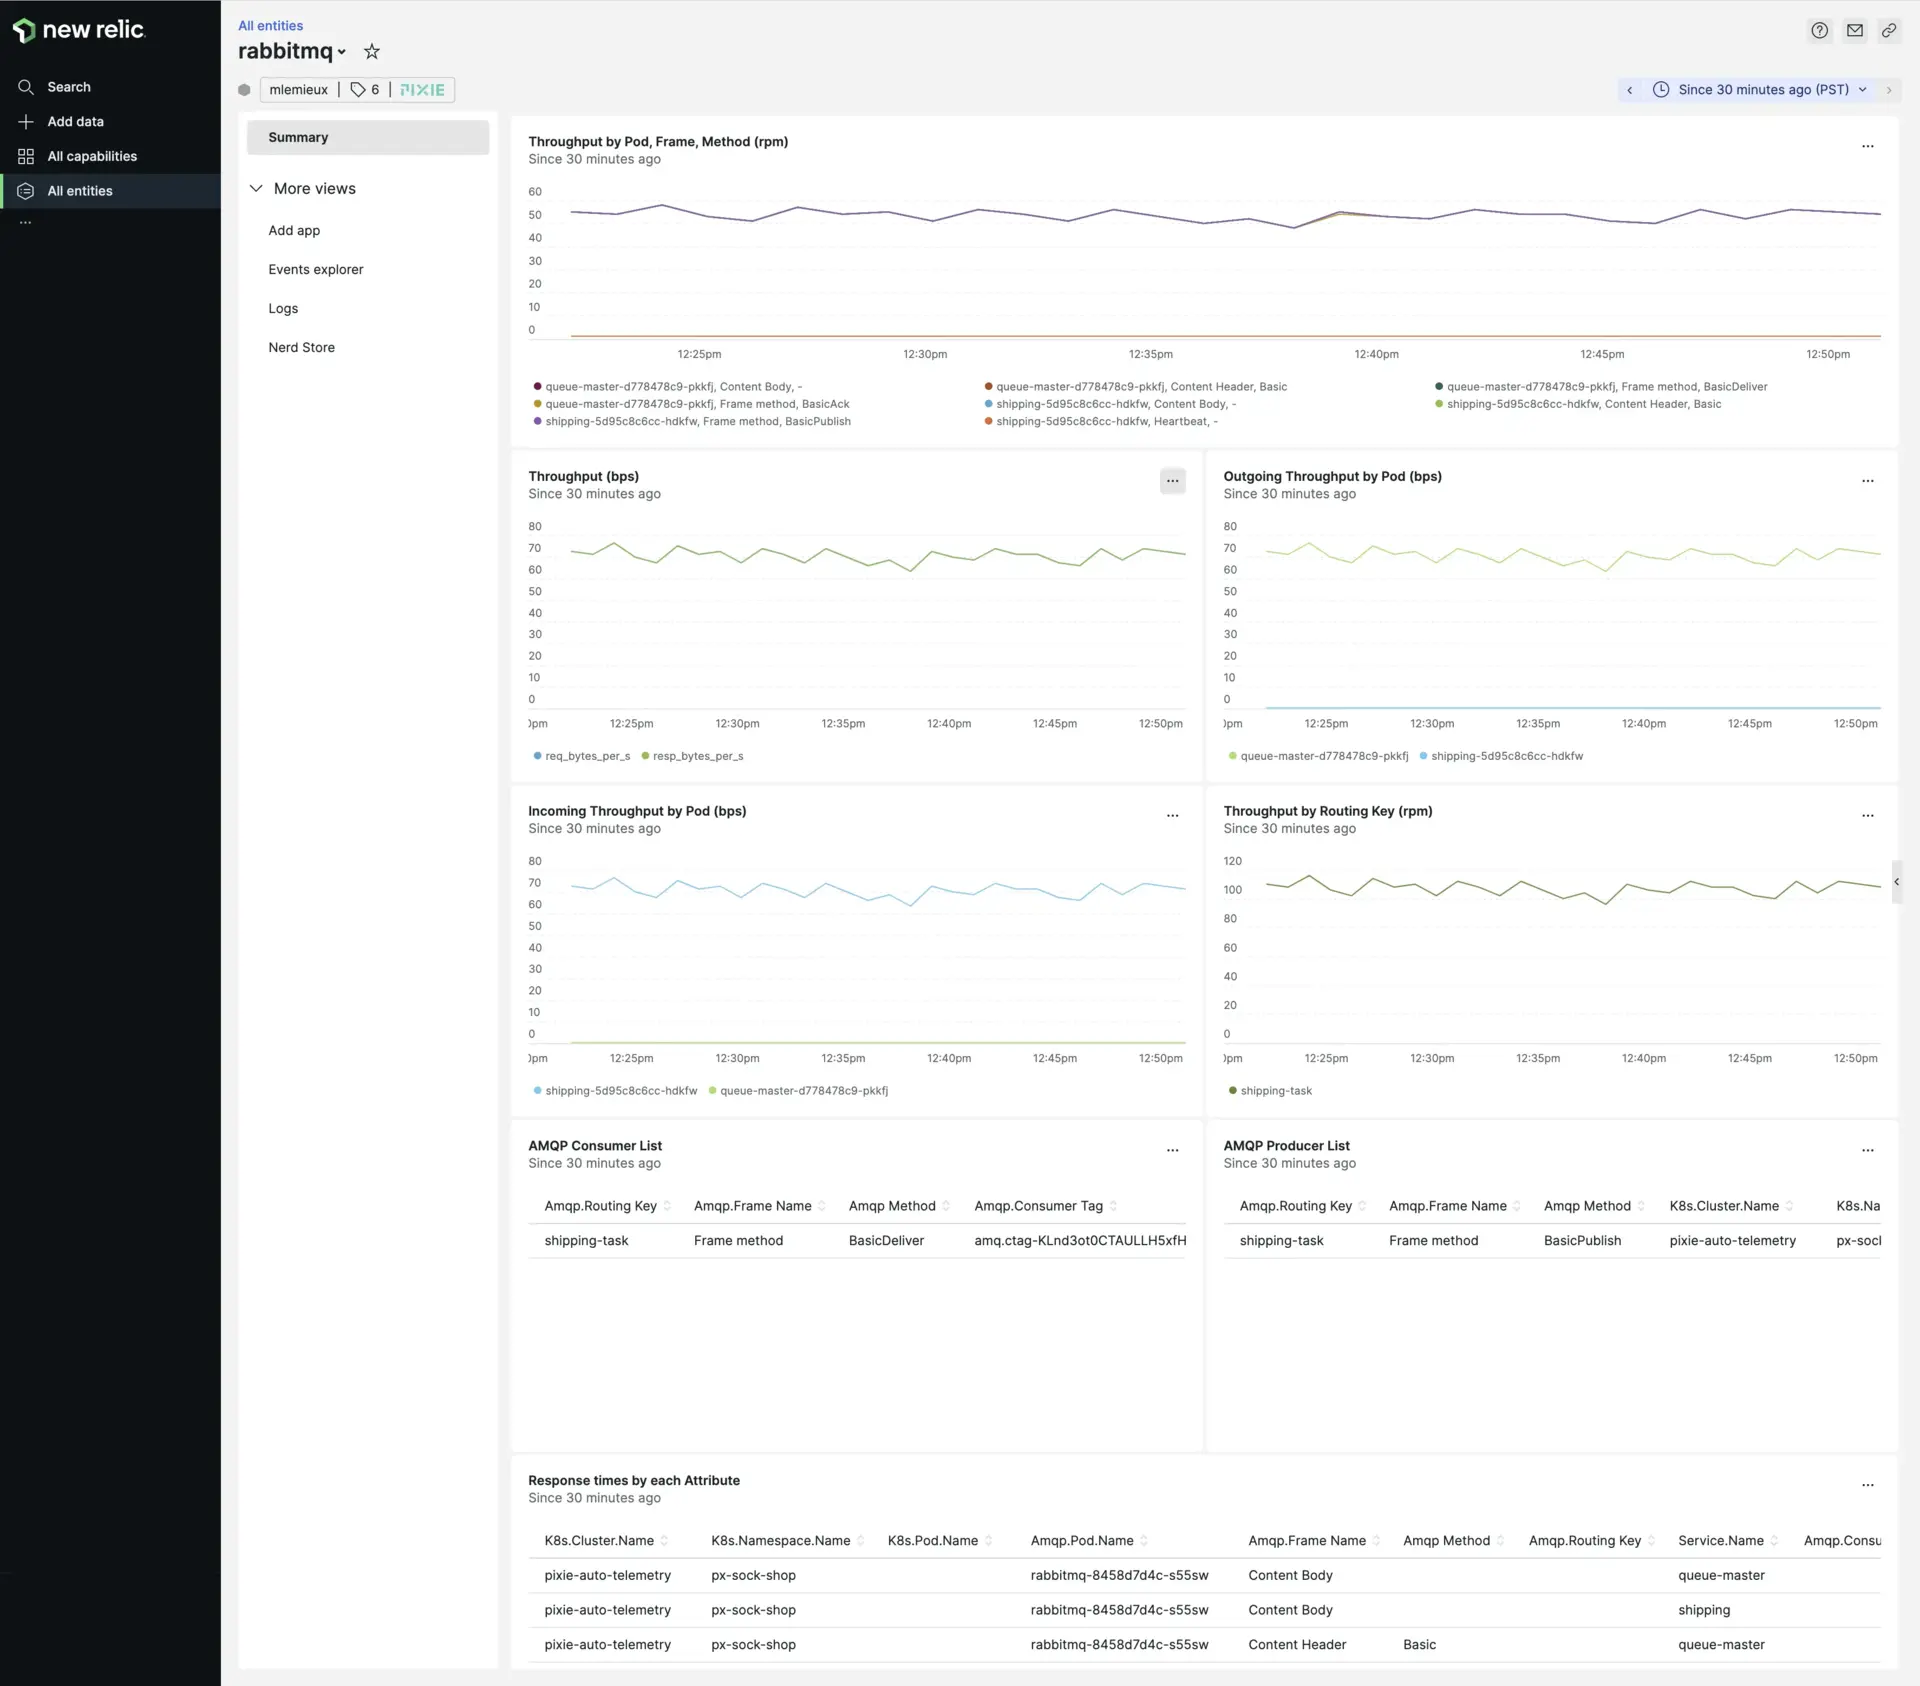 new relic.
Search
Add data
All capabilities
All entities
...
All entities
rabbitmq
mlemieux | 6 | PIXIE
Since 30 minutes ago (PST)
Summary
More views
Add app
Events explorer
Logs
Nerd Store
Throughput by Pod, Frame, Method (rpm)
Since 30 minutes ago
60
50
40
30
20
10
0
12:25pm 12:30pm 12:35pm 12:40pm 12:45pm 12:50pm
queue-master-d778478c9-pkkfj, Content Body, - queue-master-d778478c9-pkkfj, Content Header, Basic queue-master-d778478c9-pkkfj, Frame method, BasicDeliver
queue-master-d778478c9-pkkfj, Frame method, BasicAck shipping-5d95c8c6cc-hdkfw, Content Body, - shipping-5d95c8c6cc-hdkfw, Content Header, Basic
shipping-5d95c8c6cc-hdkfw, Frame method, BasicPublish shipping-5d95c8c6cc-hdkfw, Heartbeat, -
Throughput (bps)
Since 30 minutes ago
80
70
60
50
40
30
20
10
0
0pm 12:25pm 12:30pm 12:35pm 12:40pm 12:45pm 12:50pm
req_bytes_per_s resp_bytes_per_s
Outgoing Throughput by Pod (bps)
Since 30 minutes ago
80
70
60
50
40
30
20
10
0
pm 12:25pm 12:30pm 12:35pm 12:40pm 12:45pm 12:50pm
queue-master-d778478c9-pkkfj shipping-5d95c8c6cc-hdkfw
Incoming Throughput by Pod (bps)
Since 30 minutes ago
80
70
60
50
40
30
20
10
0
0pm 12:25pm 12:30pm 12:35pm 12:40pm 12:45pm 12:50pm
shipping-5d95c8c6cc-hdkfw queue-master-d778478c9-pkkfj
Throughput by Routing Key (rpm)
Since 30 minutes ago
120
100
80
60
40
20
0
pm 12:25pm 12:30pm 12:35pm 12:40pm 12:45pm 12:50pm
shipping-task
AMQP Consumer List
Since 30 minutes ago
Amqp.Routing Key Amqp.Frame Name Amqp Method Amqp.Consumer Tag
shipping-task Frame method BasicDeliver amq.ctag-KLnd3ot0CTAULLH5xfH
AMQP Producer List
Since 30 minutes ago
Amqp.Routing Key Amqp.Frame Name Amqp Method K8s.Cluster.Name K8s.Na
shipping-task Frame method BasicPublish pixie-auto-telemetry px-soc
Response times by each Attribute
Since 30 minutes ago
K8s.Cluster.Name K8s.Namespace.Name K8s.Pod.Name Amqp.Pod.Name Amqp.Frame Name Amqp Method Amqp.Routing Key Service.Name Amqp.Consu
pixie-auto-telemetry px-sock-shop rabbitmq-8458d7d4c-s55sw Content Body queue-master
pixie-auto-telemetry px-sock-shop rabbitmq-8458d7d4c-s55sw Content Body shipping
pixie-auto-telemetry px-sock-shop rabbitmq-8458d7d4c-s55sw Content Header Basic queue-master